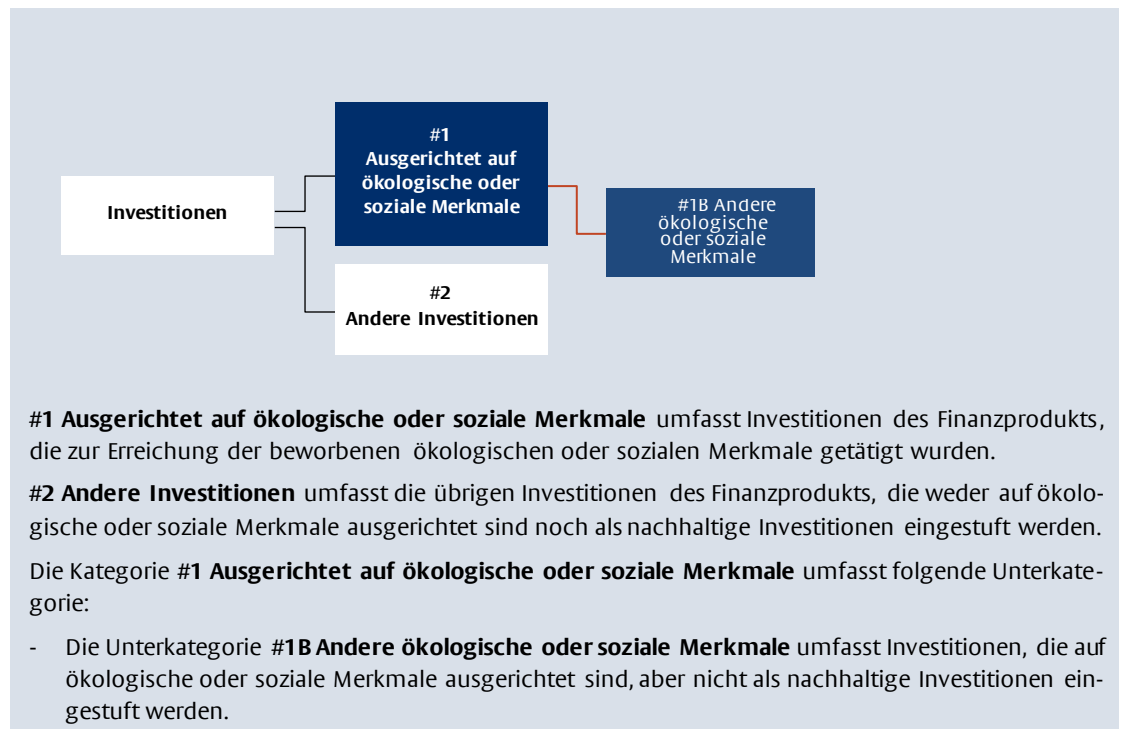 #1
Ausgerichtet auf
ökologische oder
soziale Merkmale
Investitionen
#1B Andere
ökologische
oder soziale
Merkmale
#2
Andere Investitionen
#1 Ausgerichtet auf ökologische oder soziale Merkmale umfasst Investitionen des Finanzprodukts,
die zur Erreichung der beworbenen ökologischen oder sozialen Merkmale getätigt wurden.
#2 Andere Investitionen umfasst die übrigen Investitionen des Finanzprodukts, die weder auf ökolo-
gische oder soziale Merkmale ausgerichtet sind noch als nachhaltige Investitionen eingestuft werden.
Die Kategorie #1 Ausgerichtet auf ökologische oder soziale Merkmale umfasst folgende Unterkate-
gorie:
- Die Unterkategorie #1B Andere ökologische oder soziale Merkmale umfasst Investitionen, die auf
ökologische oder soziale Merkmale ausgerichtet sind, aber nicht als nachhaltige Investitionen ein-
gestuft werden.